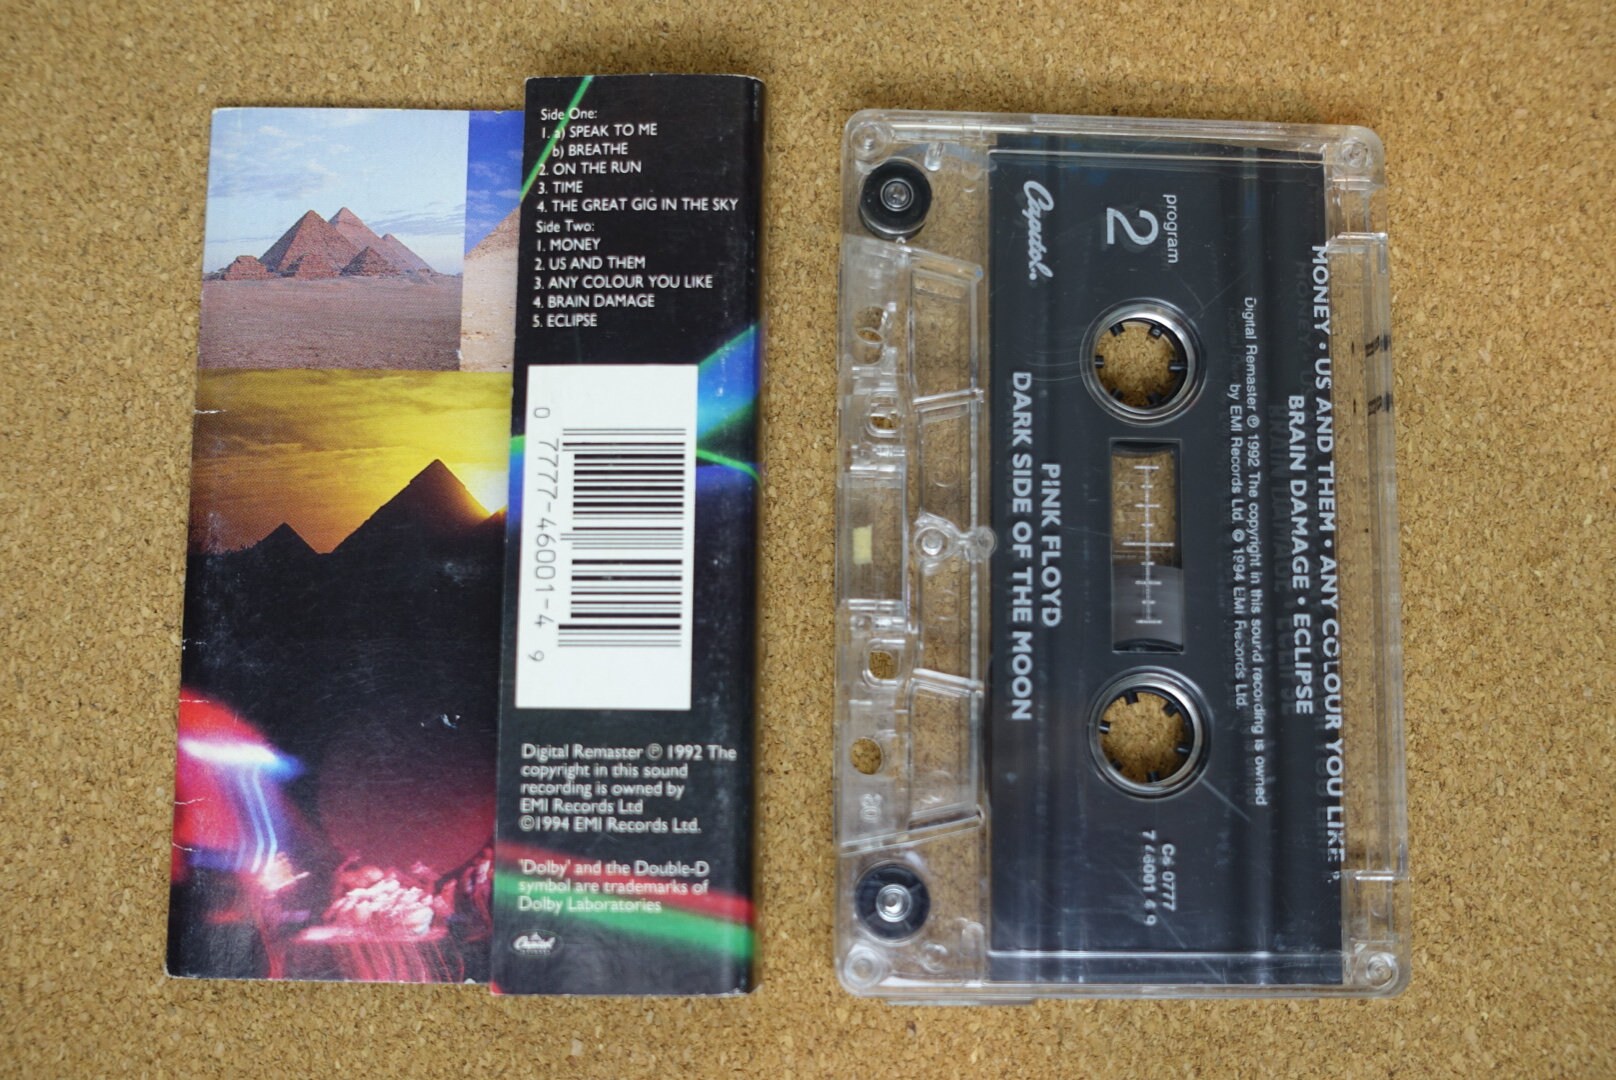 Side One:
1. a) SPEAK TO ME
b) BREATHE
2. ON THE RUN
3. TIME
4. THE GREAT GIG IN THE SKY
Side Two:
1. MONEY
2. US AND THEM
3. ANY COLOUR YOU LIKE
4. BRAIN DAMAGE
5. ECLIPSE
0 7777-46001-4 9
Digital Remaster ℗ 1992 The
copyright in this sound
recording is owned by
EMI Records Ltd
©1994 EMI Records Ltd.
'Dolby' and the Double-D
symbol are trademarks of
Dolby Laboratories
Capitol
MONEY • US AND THEM • ANY COLOUR YOU LIKE
BRAIN DAMAGE • ECLIPSE
Digital Remaster ℗ 1992 The copyright in this sound recording is owned
by EMI Records Ltd. © 1994 EMI Records Ltd.
program
2
C4 0777
7 46001 4 9
PINK FLOYD
DARK SIDE OF THE MOON
Capitol